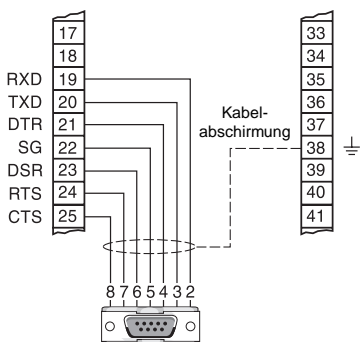 17
18
RXD 19
TXD 20
DTR 21
SG 22
DSR 23
RTS 24
CTS 25
Kabel-
abschirmung
33
34
35
36
37
38
39
40
41
8 7 6 5 4 3 2